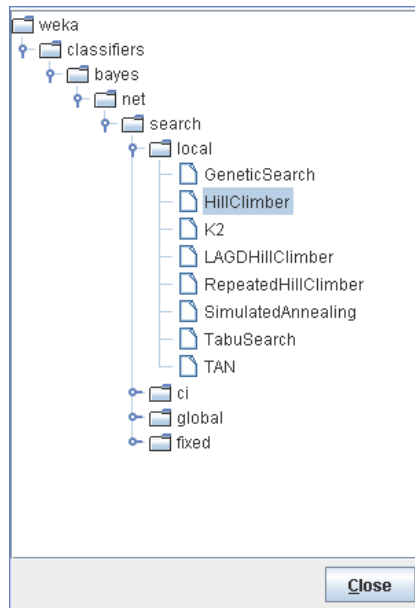 weka
classifiers
bayes
net
search
local
GeneticSearch
HillClimber
K2
LAGDHillClimber
RepeatedHillClimber
SimulatedAnnealing
TabuSearch
TAN
ci
global
fixed
Close